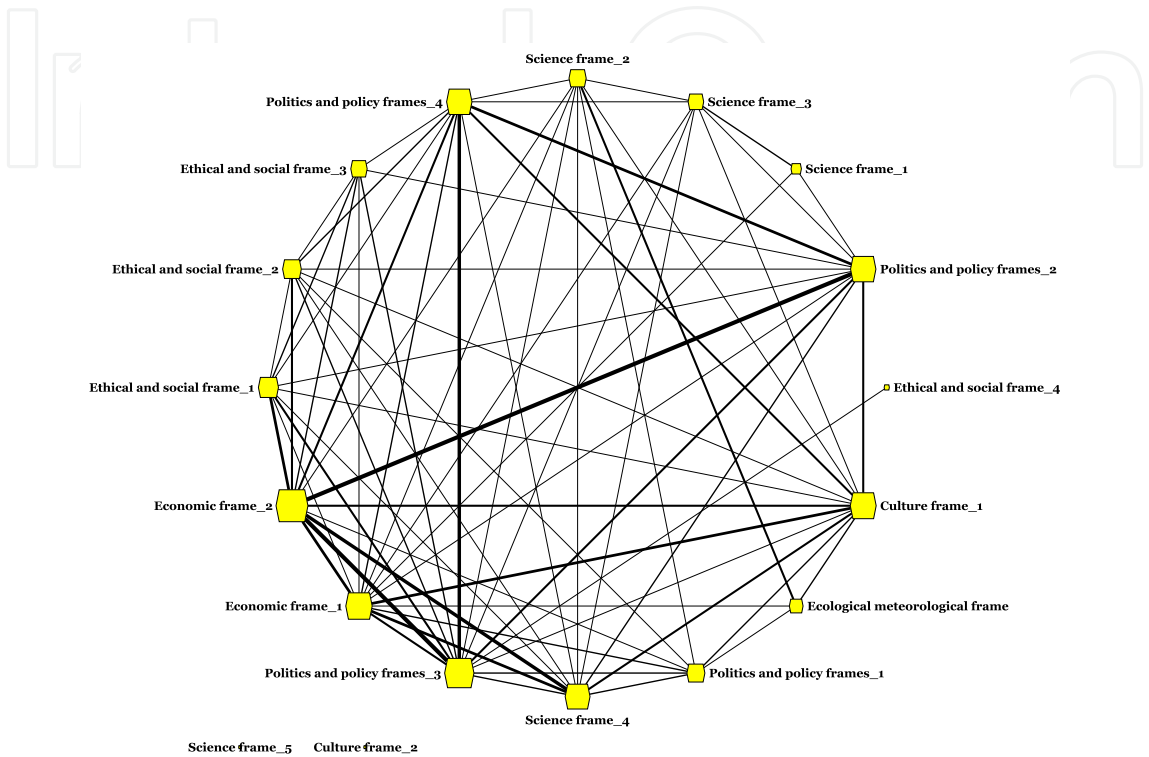 Science frame_2
Politics and policy frames_4
Science frame_3
Ethical and social frame_3
Science frame_1
Ethical and social frame_2
Politics and policy frames_2
Ethical and social frame_1
Ethical and social frame_4
Economic frame_2
Culture frame_1
Economic frame_1
Ecological meteorological frame
Politics and policy frames_3
Politics and policy frames_1
Science frame_4
Science frame_5
Culture frame_2